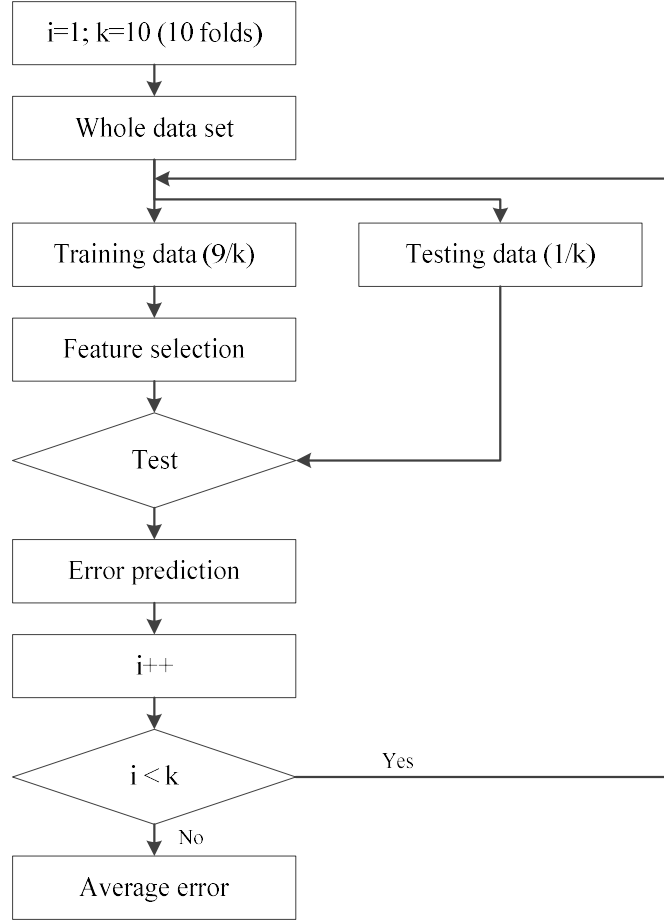 i=1; k=10 (10 folds)
Whole data set
Training data (9/k)
Testing data (1/k)
Feature selection
Test
Error prediction
i++
i < k
Yes
No
Average error